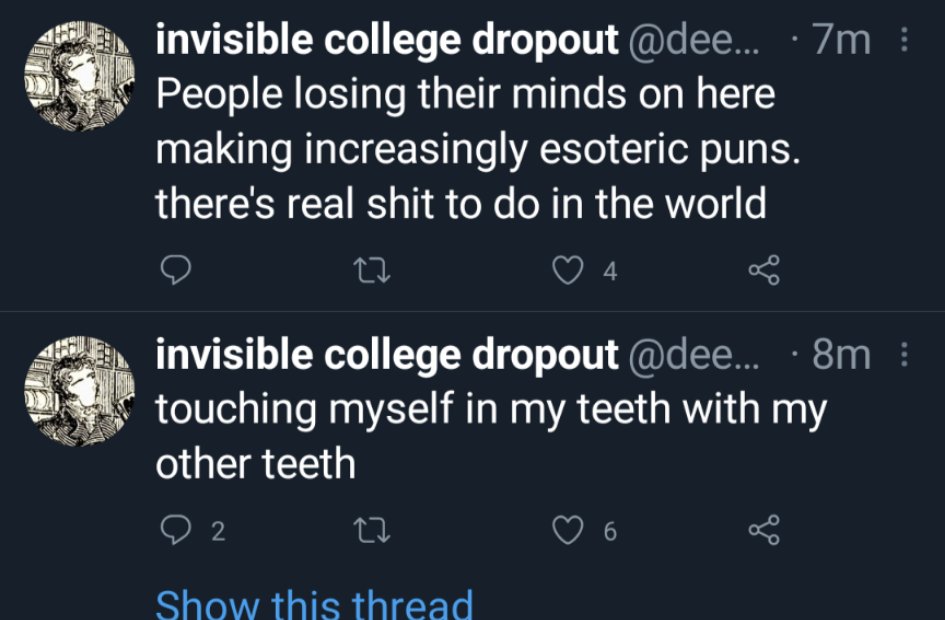 invisible college dropout @dee... · 7m
People losing their minds on here
making increasingly esoteric puns.
there's real shit to do in the world
4
invisible college dropout @dee... · 8m
touching myself in my teeth with my
other teeth
2 6
Show this thread